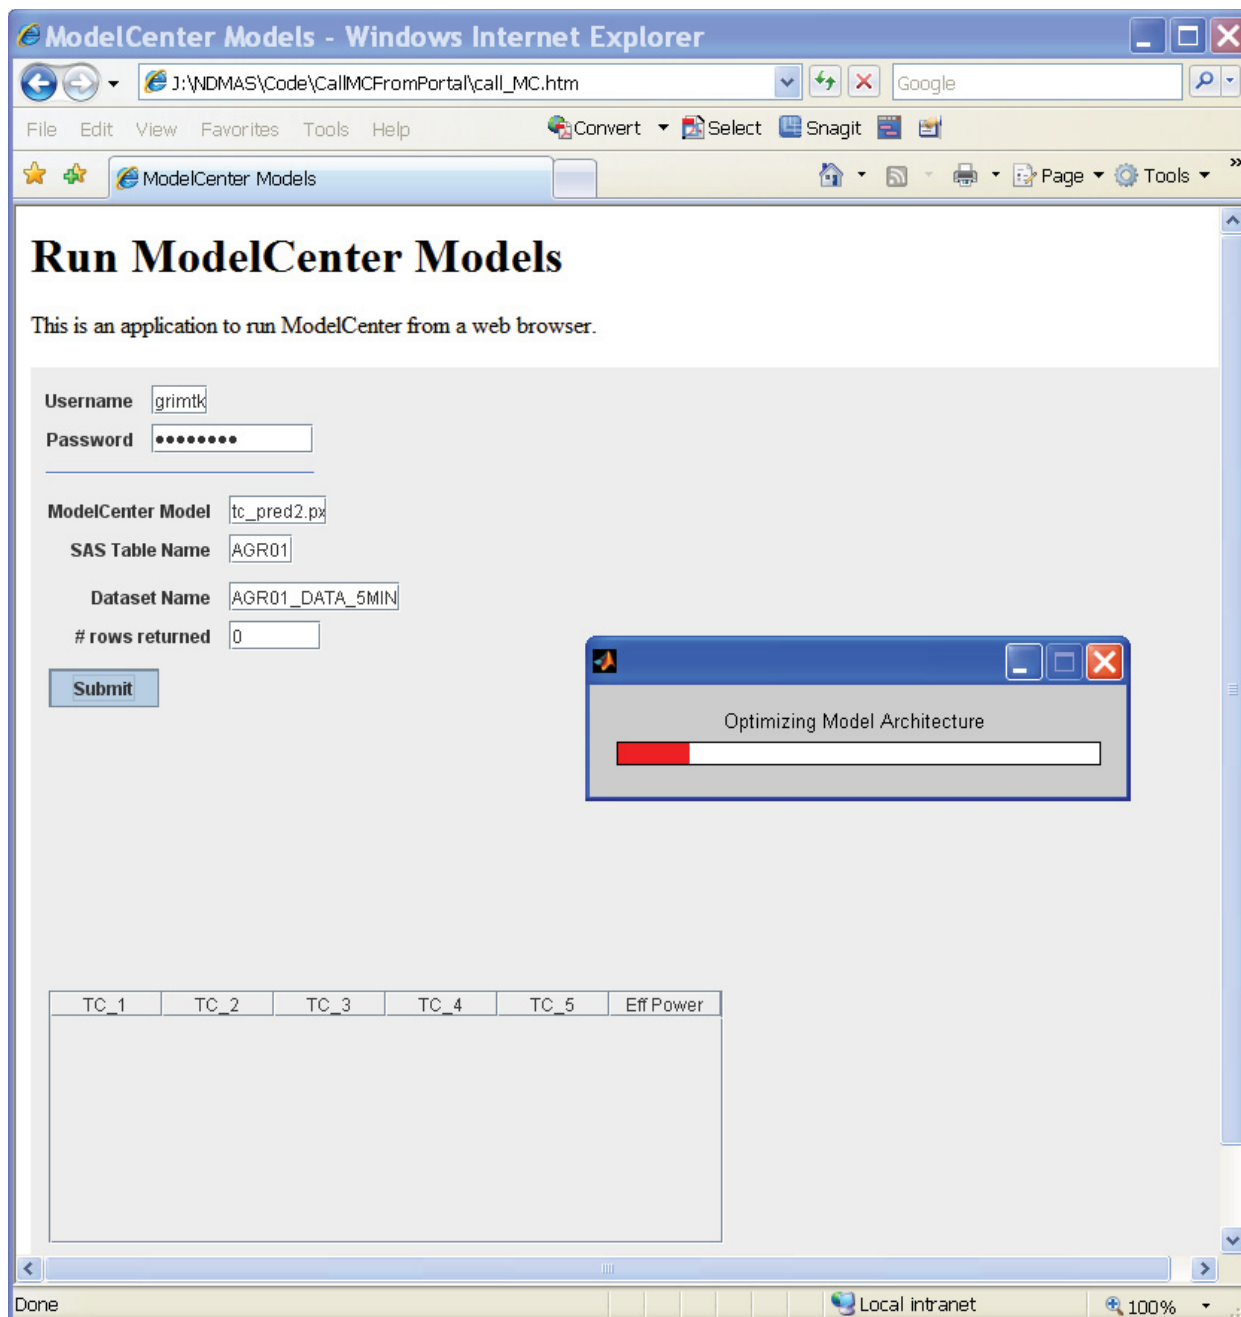 ModelCenter Models - Windows Internet Explorer
J:\NDMAS\Code\CallMCFromPortal\call_MC.htm
Google
File Edit View Favorites Tools Help
Convert Select Snagit
ModelCenter Models
Page Tools »
Run ModelCenter Models
This is an application to run ModelCenter from a web browser.
Username grimtk
Password ••••••••
ModelCenter Model tc_pred2.px
SAS Table Name AGR01
Dataset Name AGR01_DATA_5MIN
# rows returned 0
Submit
Optimizing Model Architecture
TC_1 TC_2 TC_3 TC_4 TC_5 Eff Power
Done Local intranet 100%